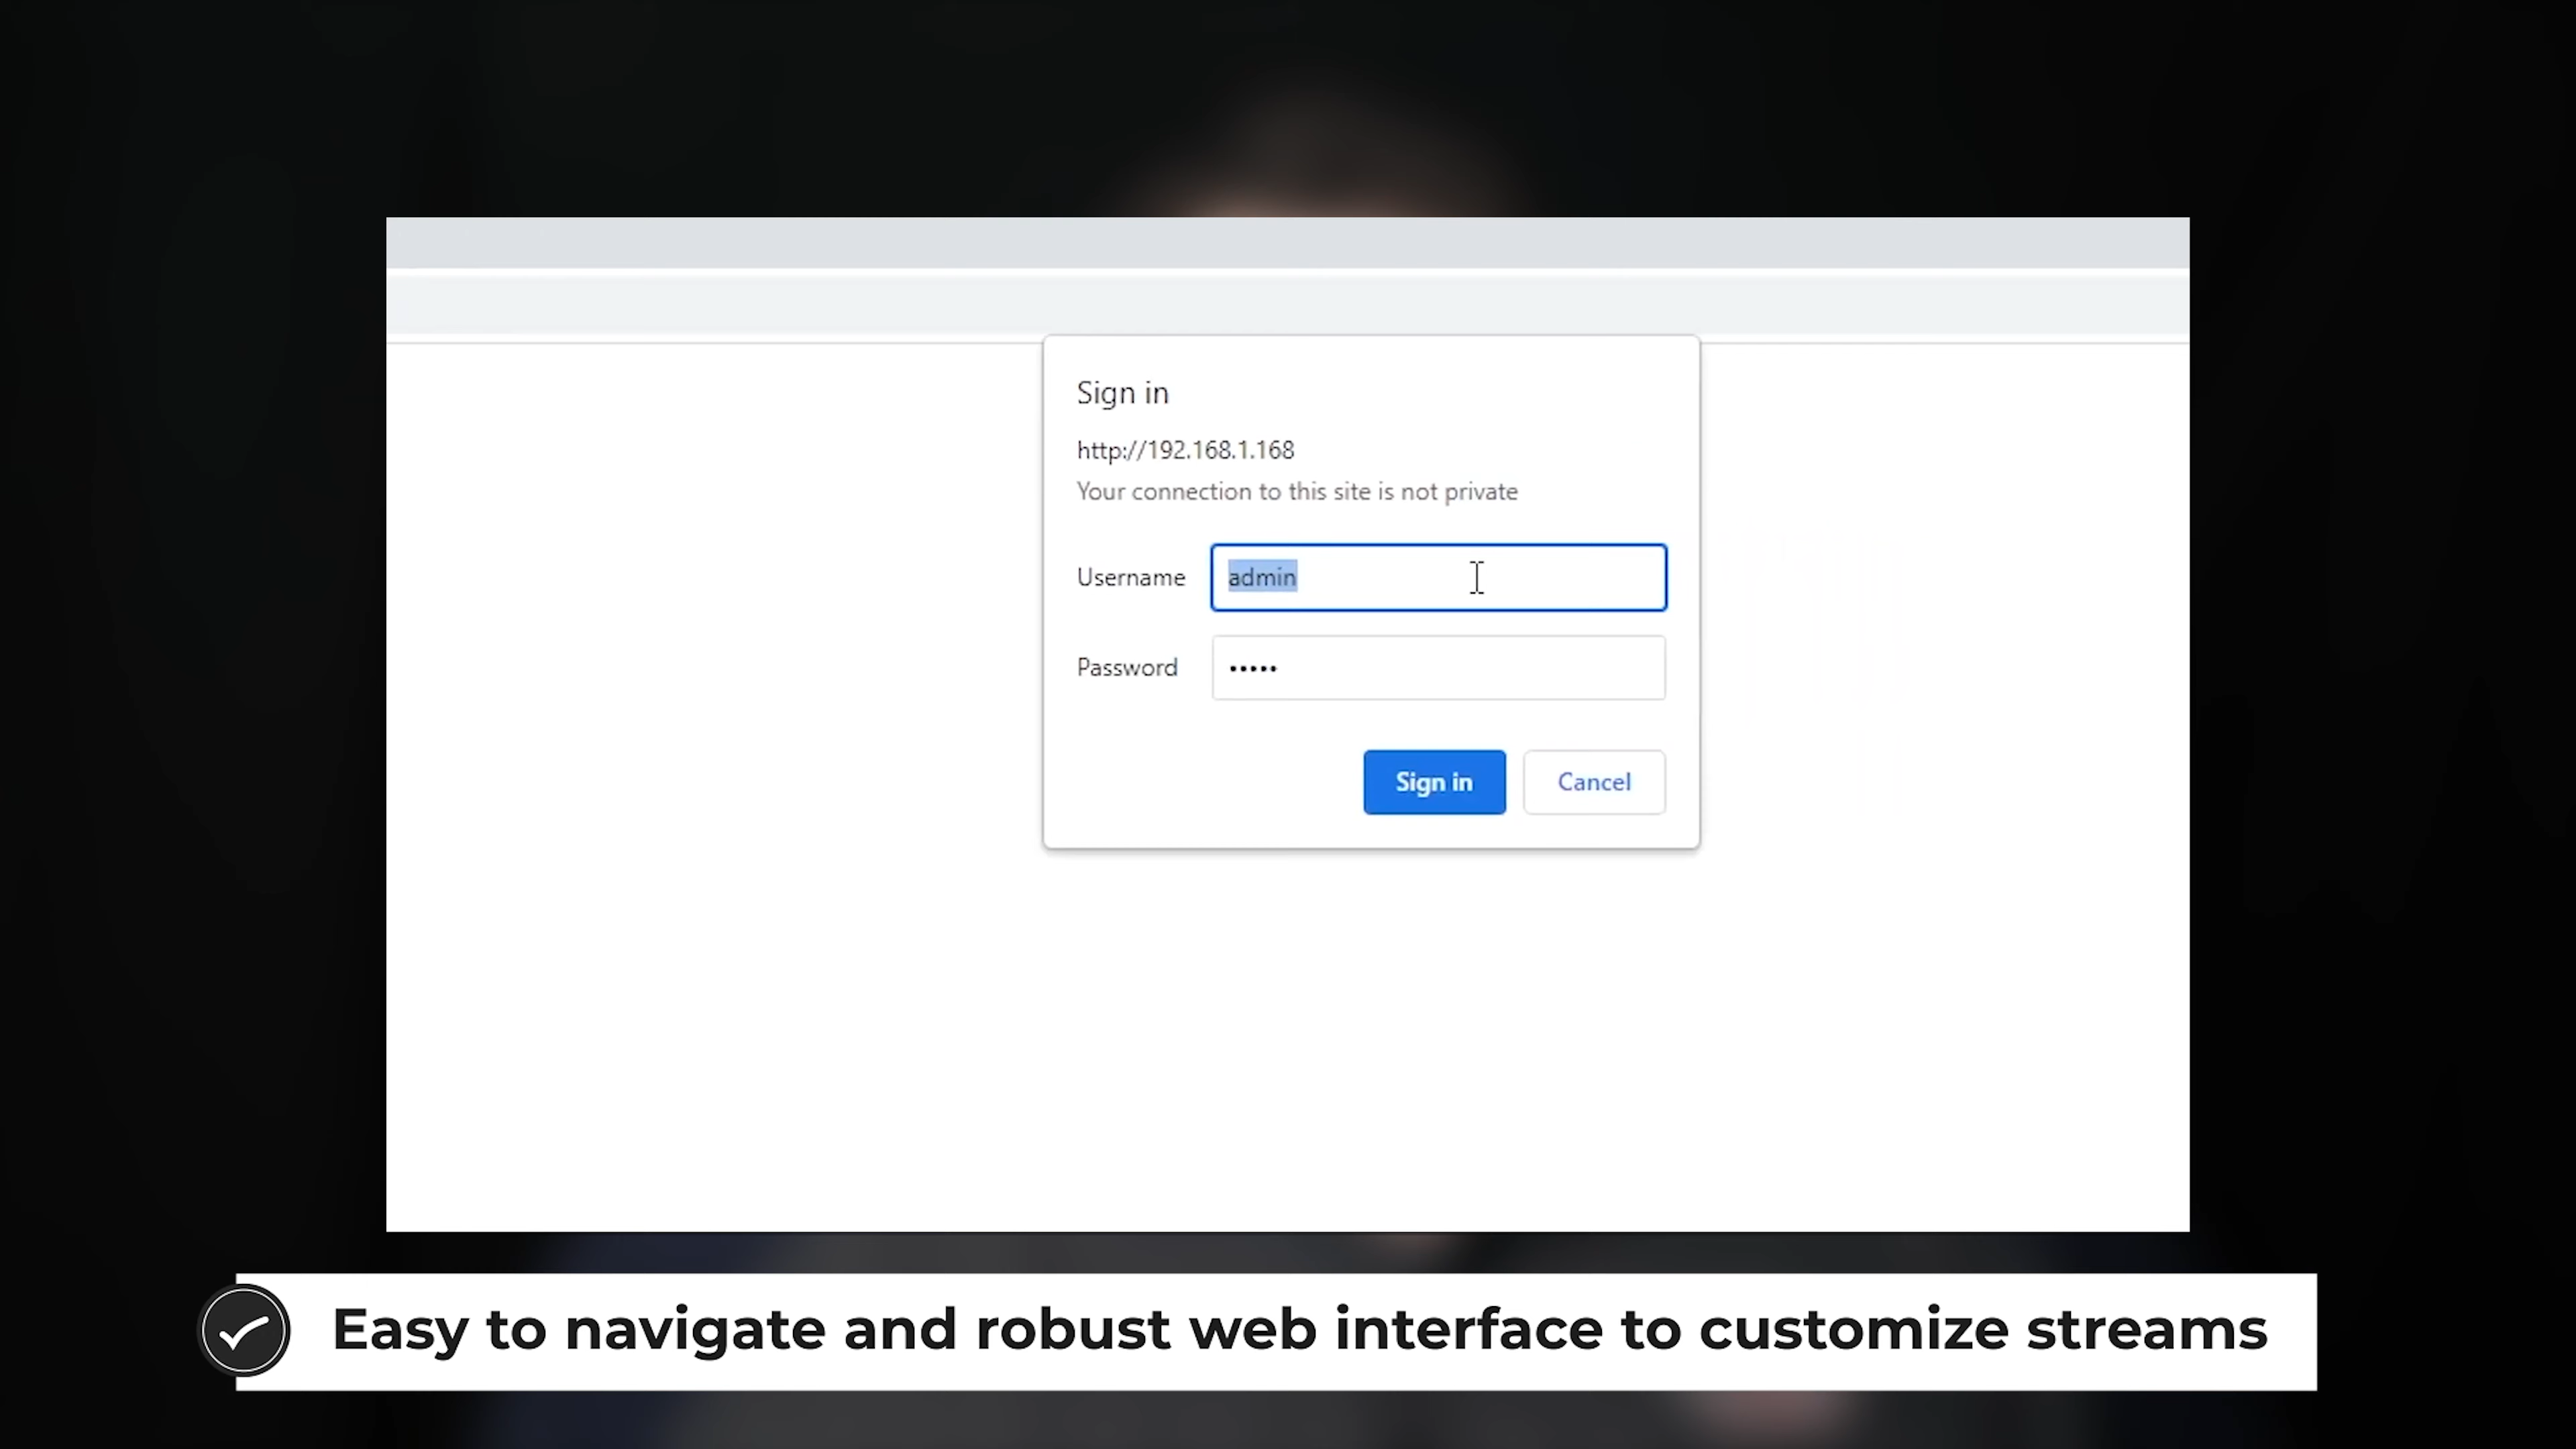 Sign in
http://192.168.1.168
Your connection to this site is not private
Username admin
Password •••••
Sign in Cancel
Easy to navigate and robust web interface to customize streams